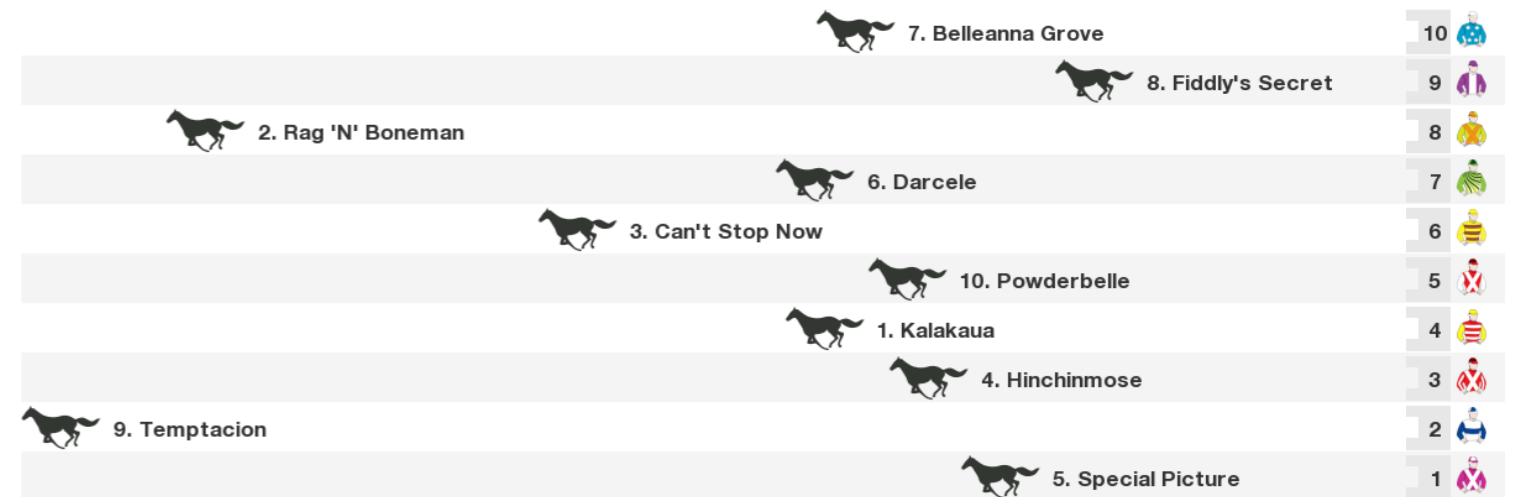 7. Belleanna Grove 10
8. Fiddly's Secret 9
2. Rag 'N' Boneman 8
6. Darcele 7
3. Can't Stop Now 6
10. Powderbelle 5
1. Kalakaua 4
4. Hinchinmose 3
9. Temptacion 2
5. Special Picture 1